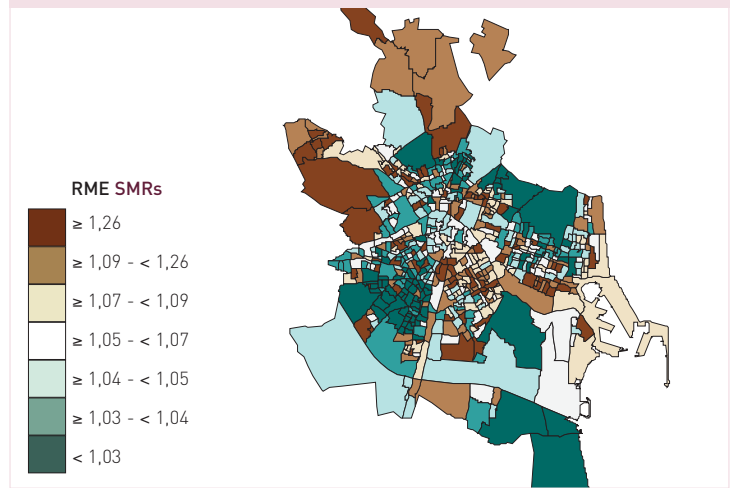 RME SMRs
≥ 1,26
≥ 1,09 - < 1,26
≥ 1,07 - < 1,09
≥ 1,05 - < 1,07
≥ 1,04 - < 1,05
≥ 1,03 - < 1,04
< 1,03